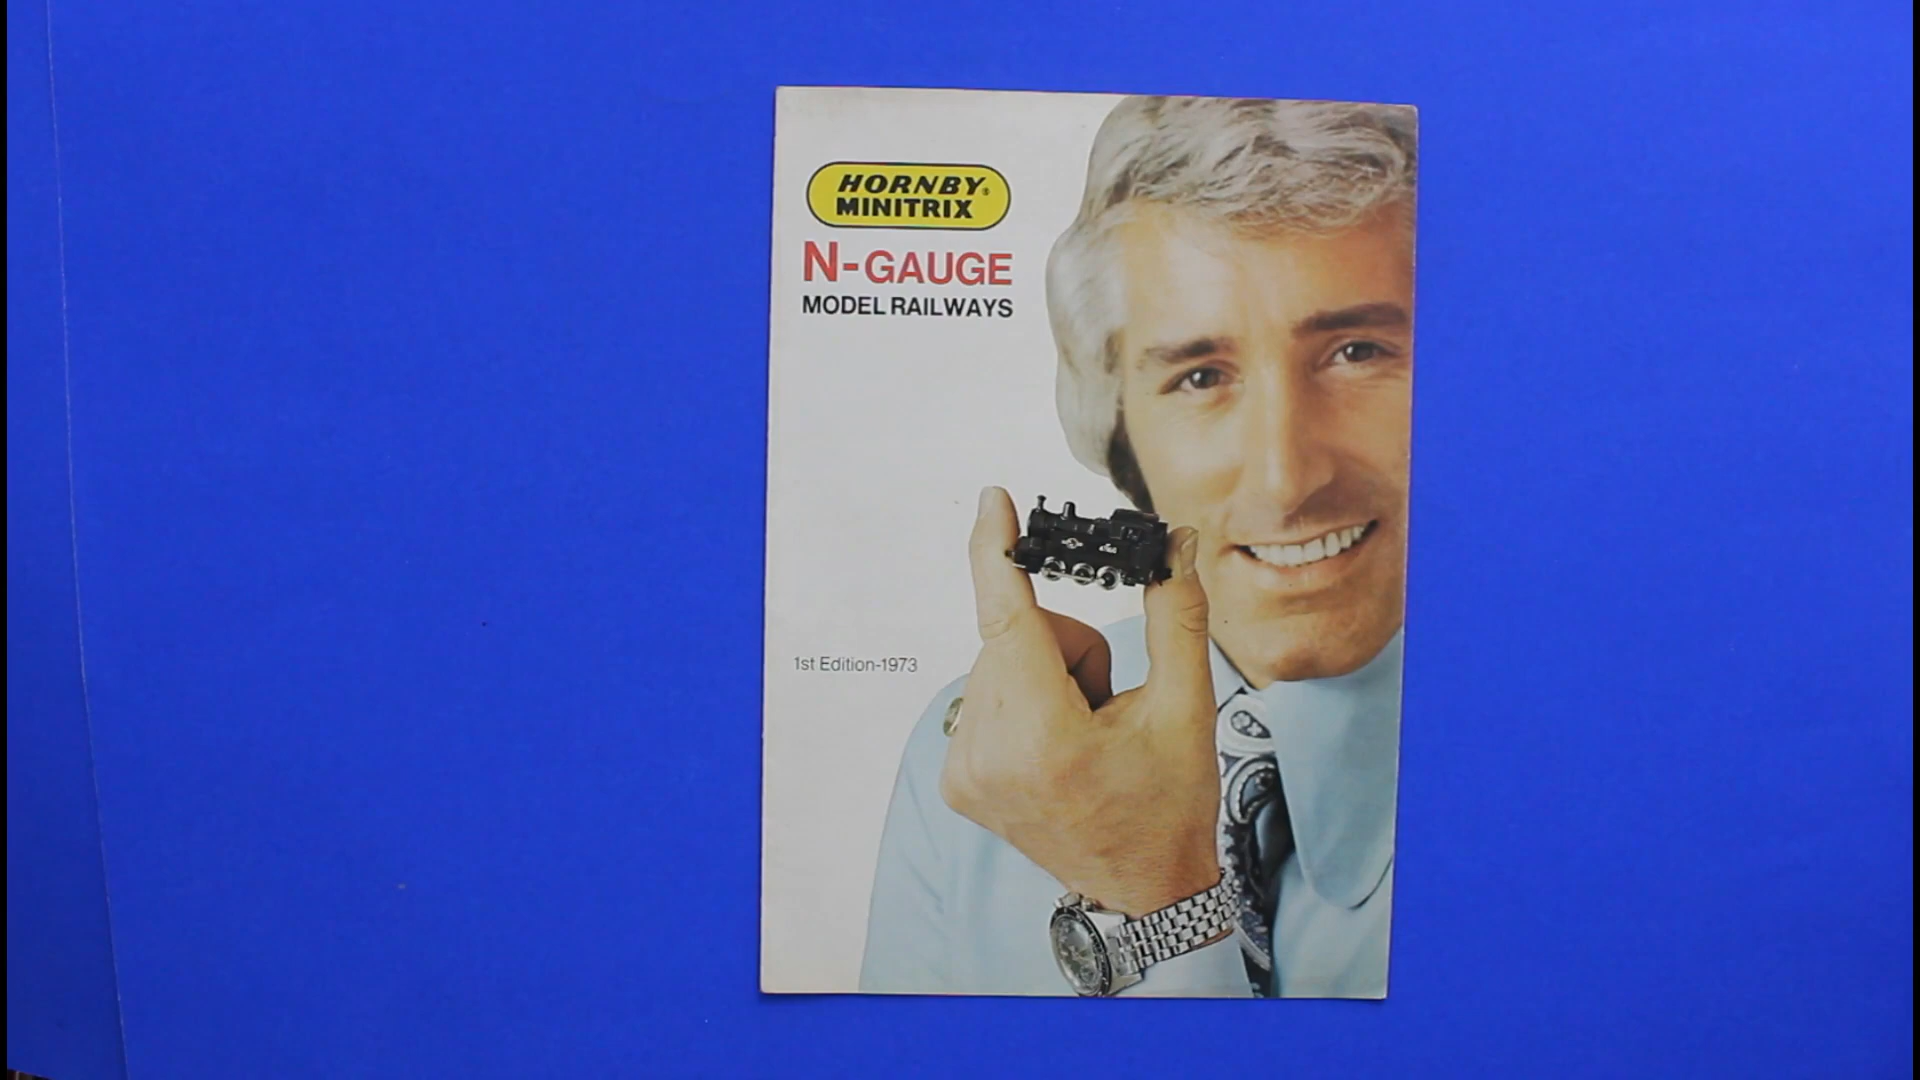 HORNBY®
MINITRIX
N-GAUGE
MODEL RAILWAYS
1st Edition-1973